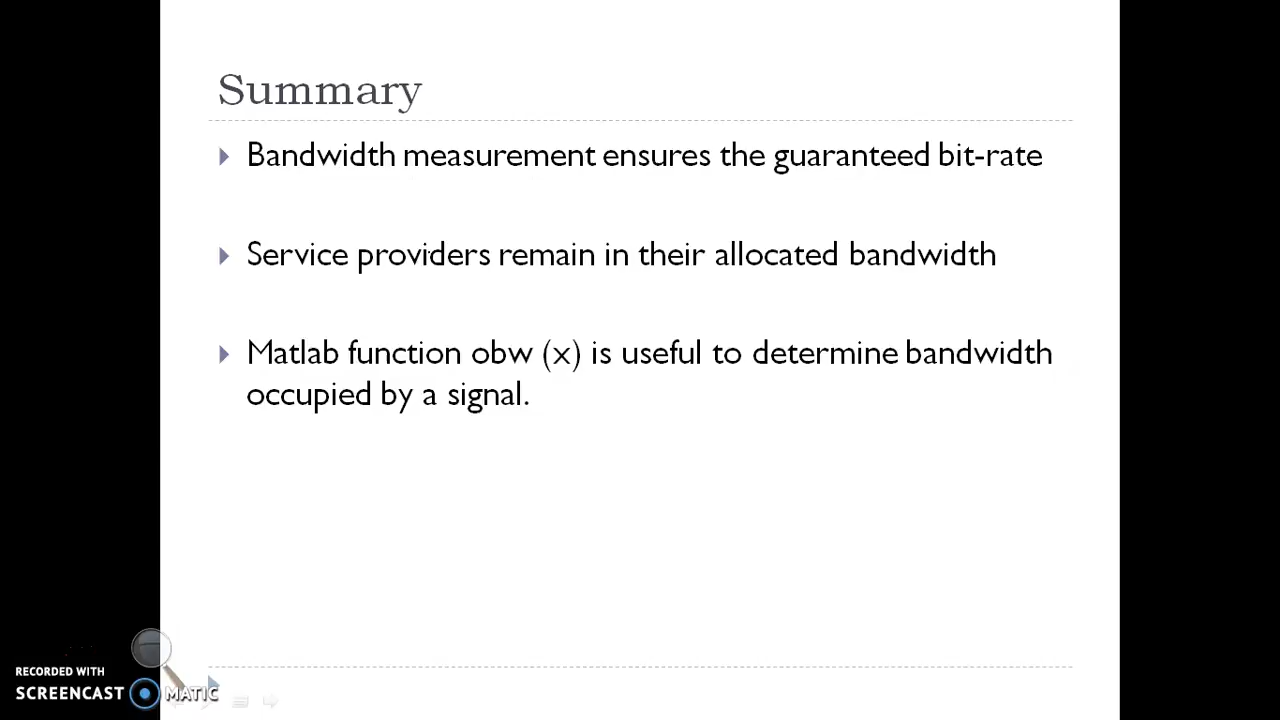 Summary
Bandwidth measurement ensures the guaranteed bit-rate
Service providers remain in their allocated bandwidth
Matlab function obw (x) is useful to determine bandwidth
occupied by a signal.
RECORDED WITH
SCREENCAST MATIC